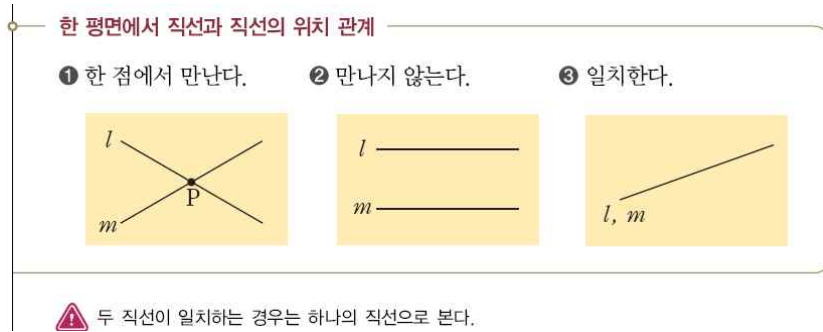 한 평면에서 직선과 직선의 위치 관계
❶ 한 점에서 만난다. ❷ 만나지 않는다. ❸ 일치한다.
l
P
m
l
m
l, m
두 직선이 일치하는 경우는 하나의 직선으로 본다.